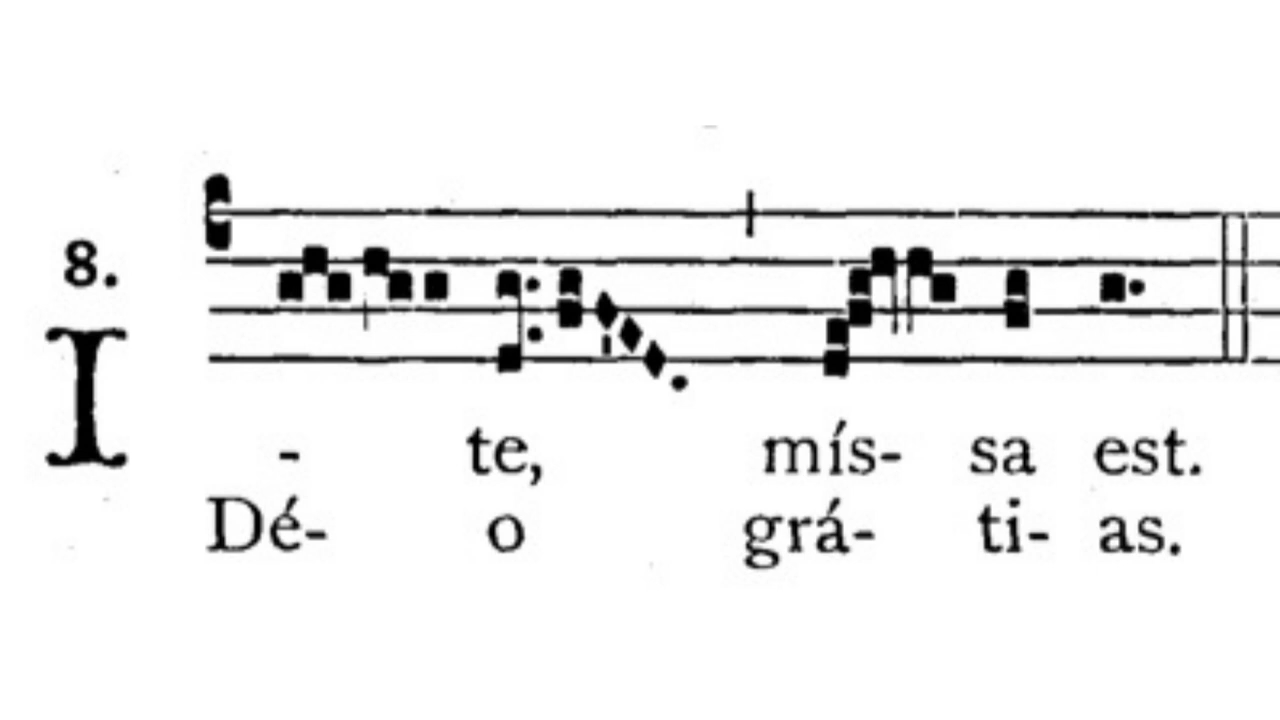 8.
I - te, mís- sa est.
Dé- o grá- ti- as.